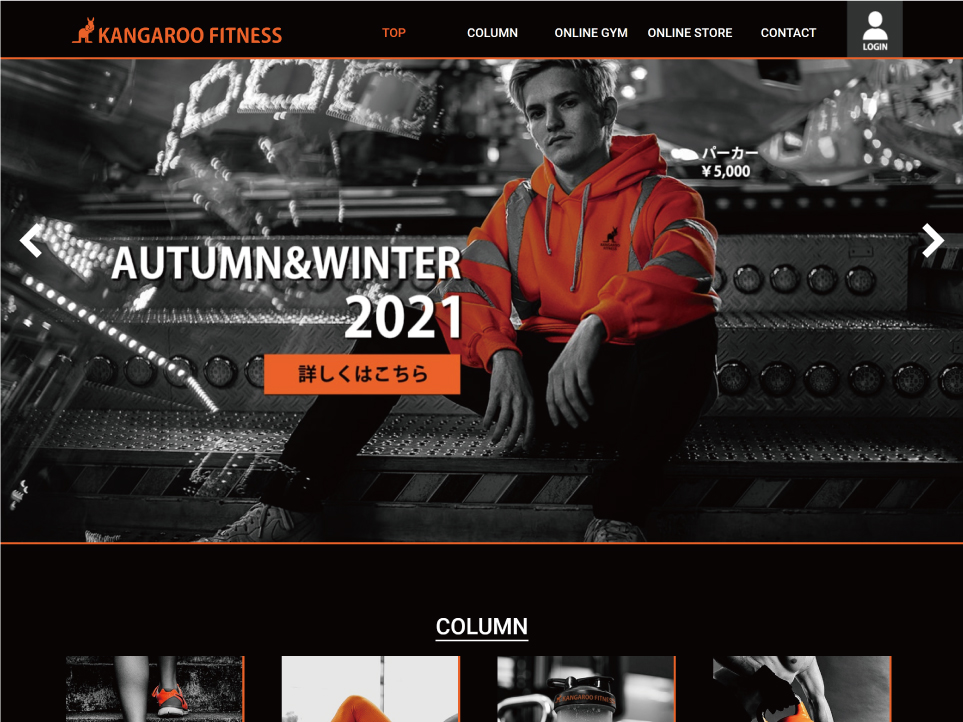 KANGAROO FITNESS
TOP
COLUMN
ONLINE GYM
ONLINE STORE
CONTACT
LOGIN
パーカー
¥5,000
AUTUMN&WINTER
2021
詳しくはこちら
COLUMN
KANGAROO FITNESS